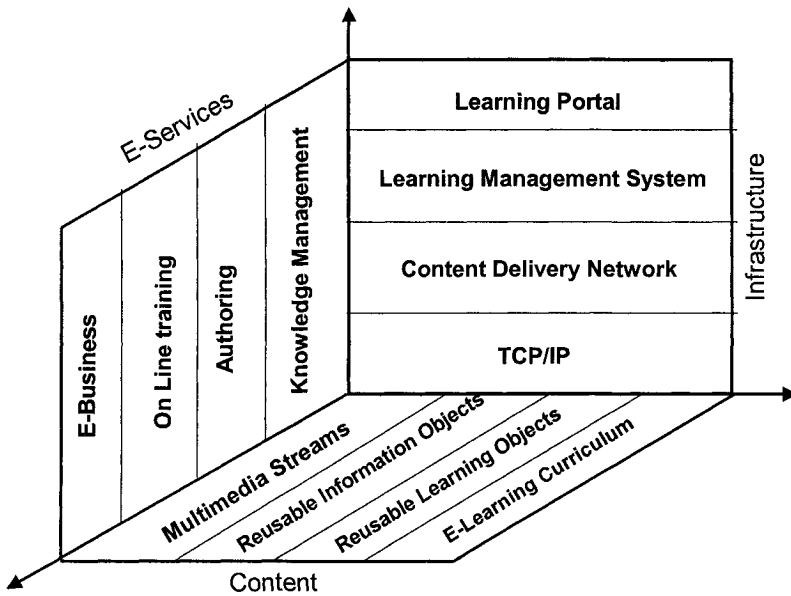 E-Services
E-Business
On Line training
Authoring
Knowledge Management
Learning Portal
Learning Management System
Content Delivery Network
TCP/IP
Infrastructure
Multimedia Streams
Reusable Information Objects
Reusable Learning Objects
E-Learning Curriculum
Content